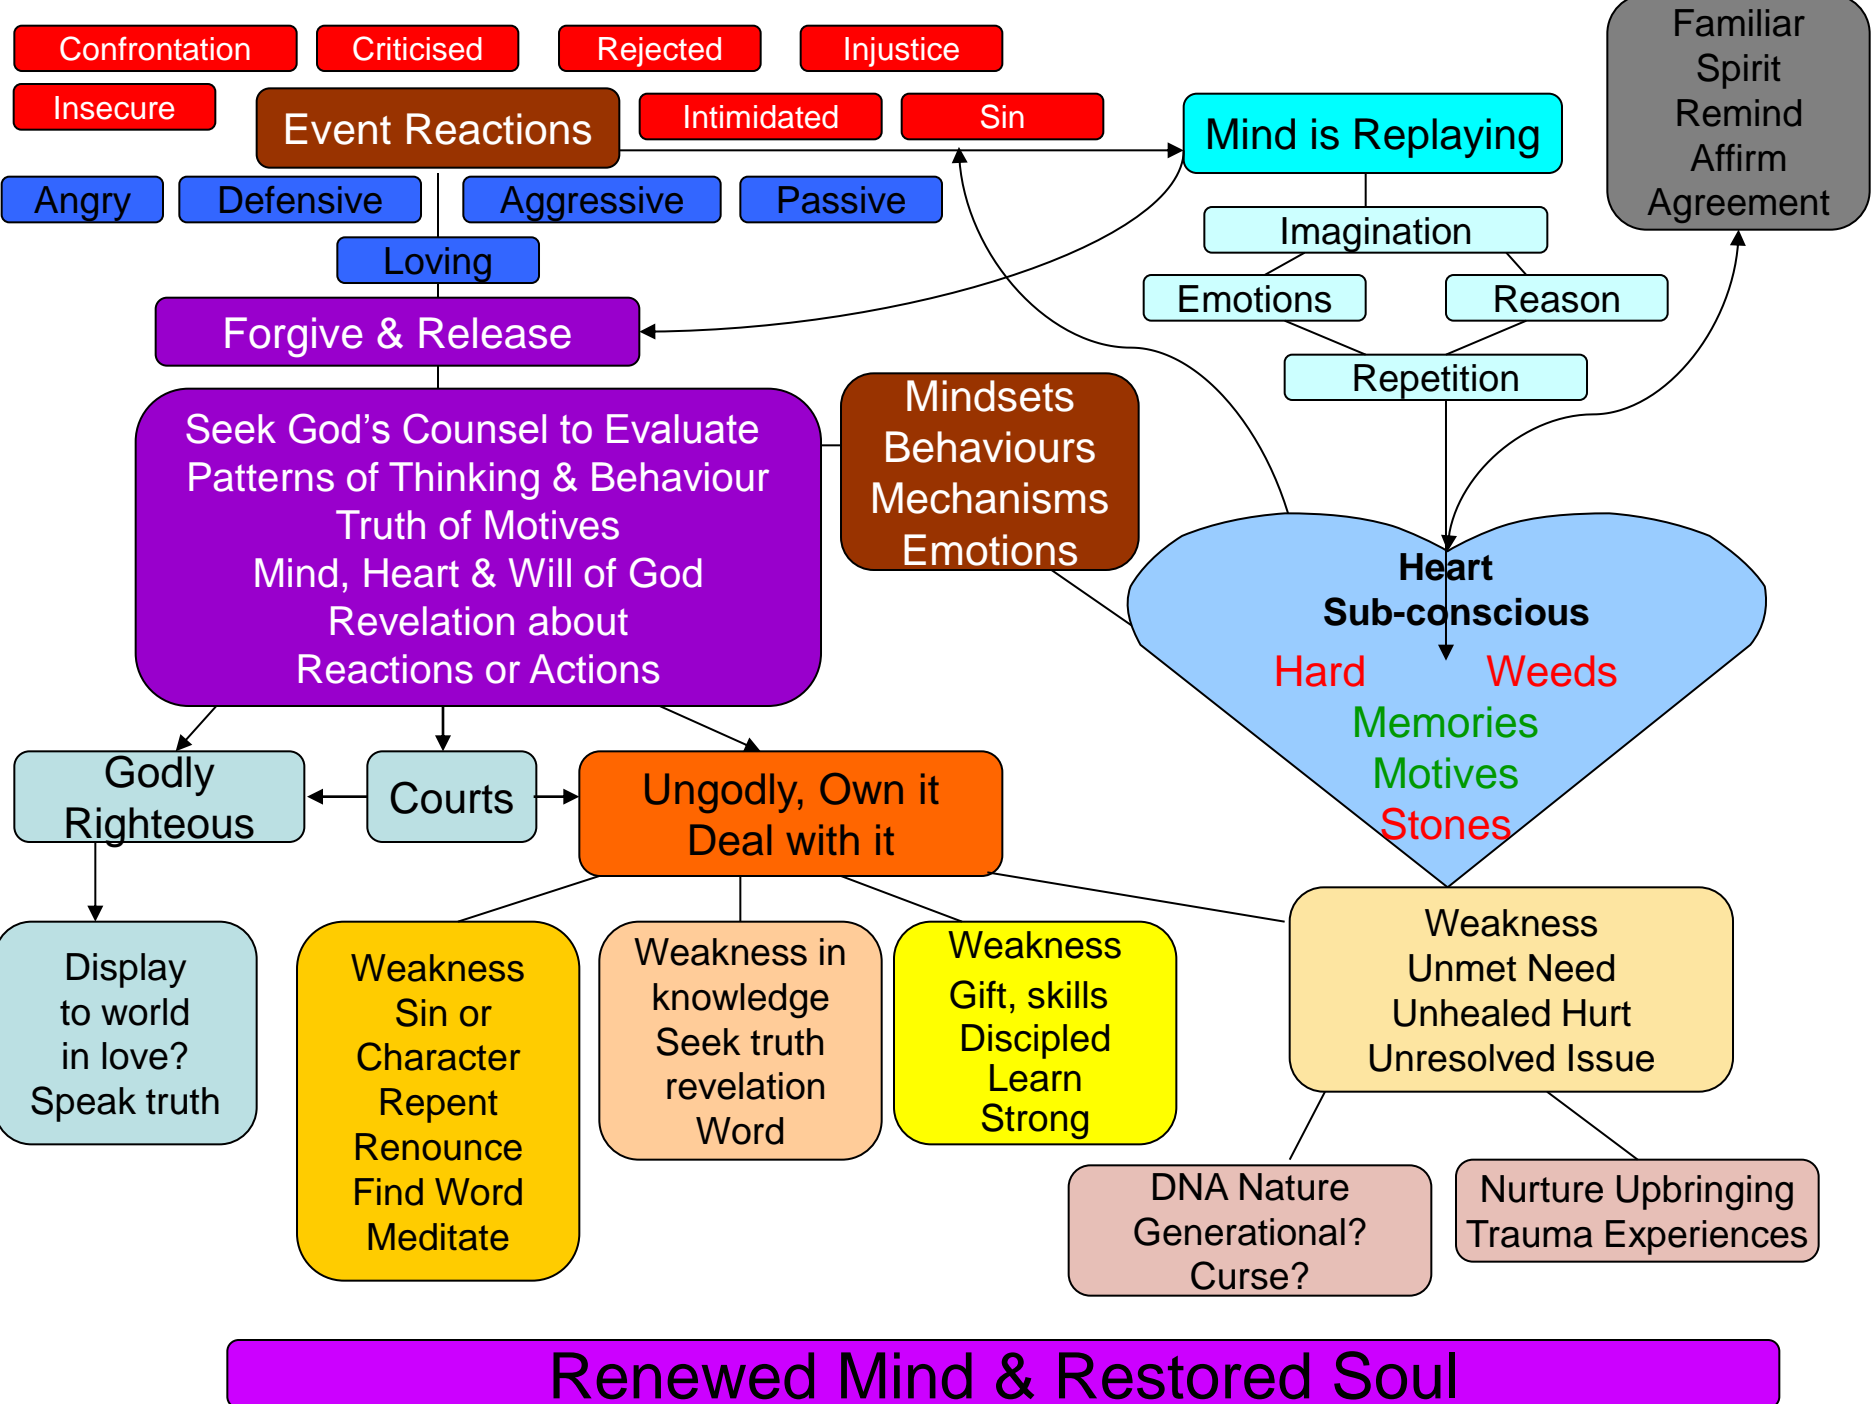 Confrontation
Criticised
Rejected
Injustice
Insecure
Event Reactions
Intimidated
Sin
Mind is Replaying
Familiar
Spirit
Remind
Affirm
Agreement
Angry
Defensive
Aggressive
Passive
Loving
Imagination
Emotions
Reason
Repetition
Forgive & Release
Seek God's Counsel to Evaluate
Patterns of Thinking & Behaviour
Truth of Motives
Mind, Heart & Will of God
Revelation about
Reactions or Actions
Mindsets
Behaviours
Mechanisms
Emotions
Heart
Sub-conscious
Hard
Weeds
Memories
Motives
Stones
Godly
Righteous
Courts
Ungodly, Own it
Deal with it
Display
to world
in love?
Speak truth
Weakness
Sin or
Character
Repent
Renounce
Find Word
Meditate
Weakness in
knowledge
Seek truth
revelation
Word
Weakness
Gift, skills
Discipled
Learn
Strong
Weakness
Unmet Need
Unhealed Hurt
Unresolved Issue
DNA Nature
Generational?
Curse?
Nurture Upbringing
Trauma Experiences
Renewed Mind & Restored Soul